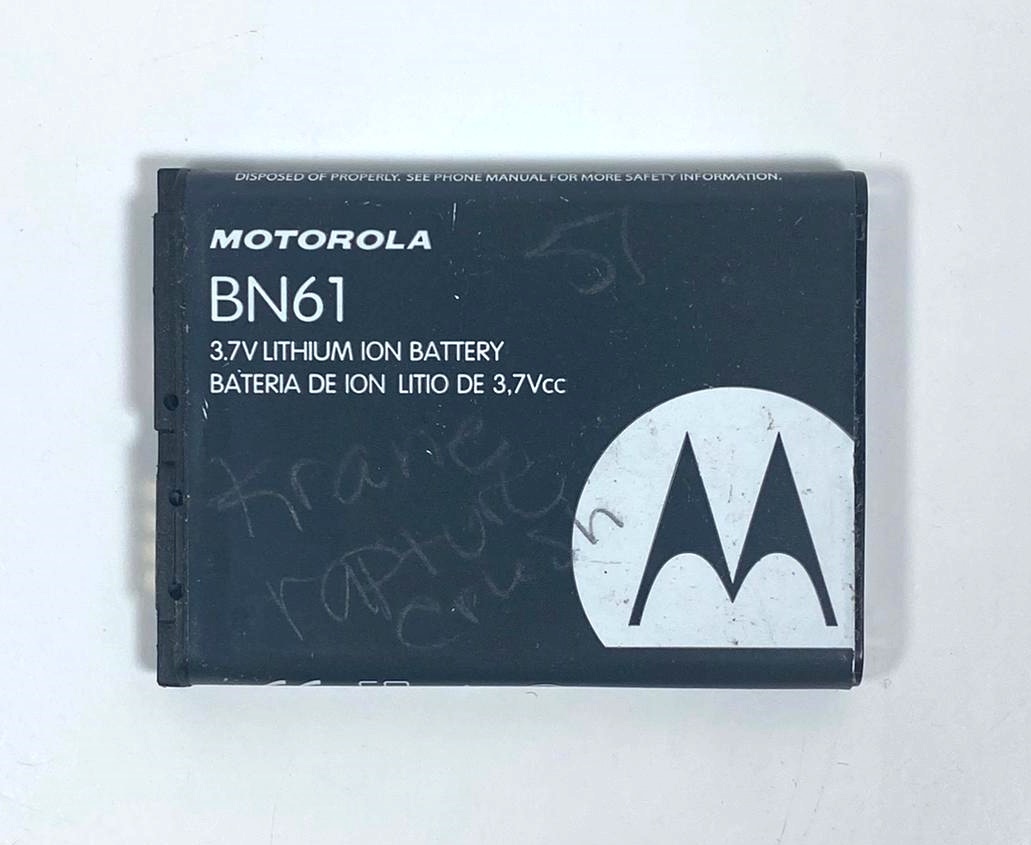 DISPOSED OF PROPERLY. SEE PHONE MANUAL FOR MORE SAFETY INFORMATION.
MOTOROLA
51
BN61
3.7V LITHIUM ION BATTERY
BATERIA DE ION LITIO DE 3,7Vcc
Krane
rapture
crush